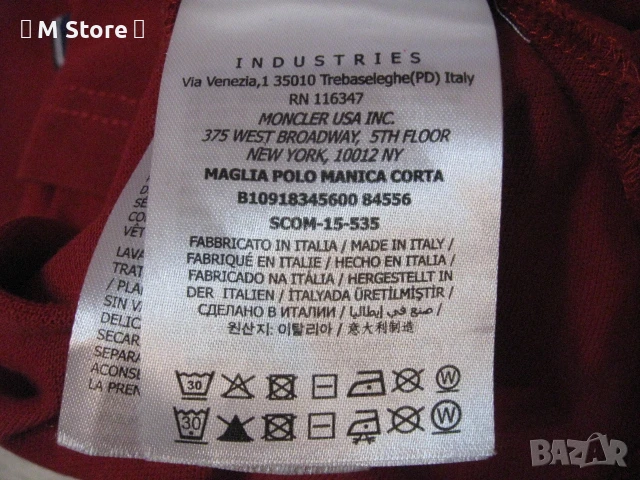 M Store
INDUSTRIES
Via Venezia,1 35010 Trebaseleghe(PD) Italy
RN 116347
MONCLER USA INC.
375 WEST BROADWAY, 5TH FLOOR
NEW YORK, 10012 NY
MAGLIA POLO MANICA CORTA
B10918345600 84556
SCOM-15-535
FABBRICATO IN ITALIA / MADE IN ITALY /
FABRIQUÉ EN ITALIE / HECHO EN ITALIA /
FABRICADO NA ITÁLIA / HERGESTELLT IN
DER ITALIEN / İTALYADA ÜRETİLMİŞTİR /
СДЕЛАНО В ИТАЛИИ / صنع في إيطاليا /
원산지: 이탈리아 / 意大利制造
30
W
30
W
LAVA
TRAT
/ PLAN
SIN VA
DELIC
SECAR
SEPARA
ACONS
LA PREN
BAZAR